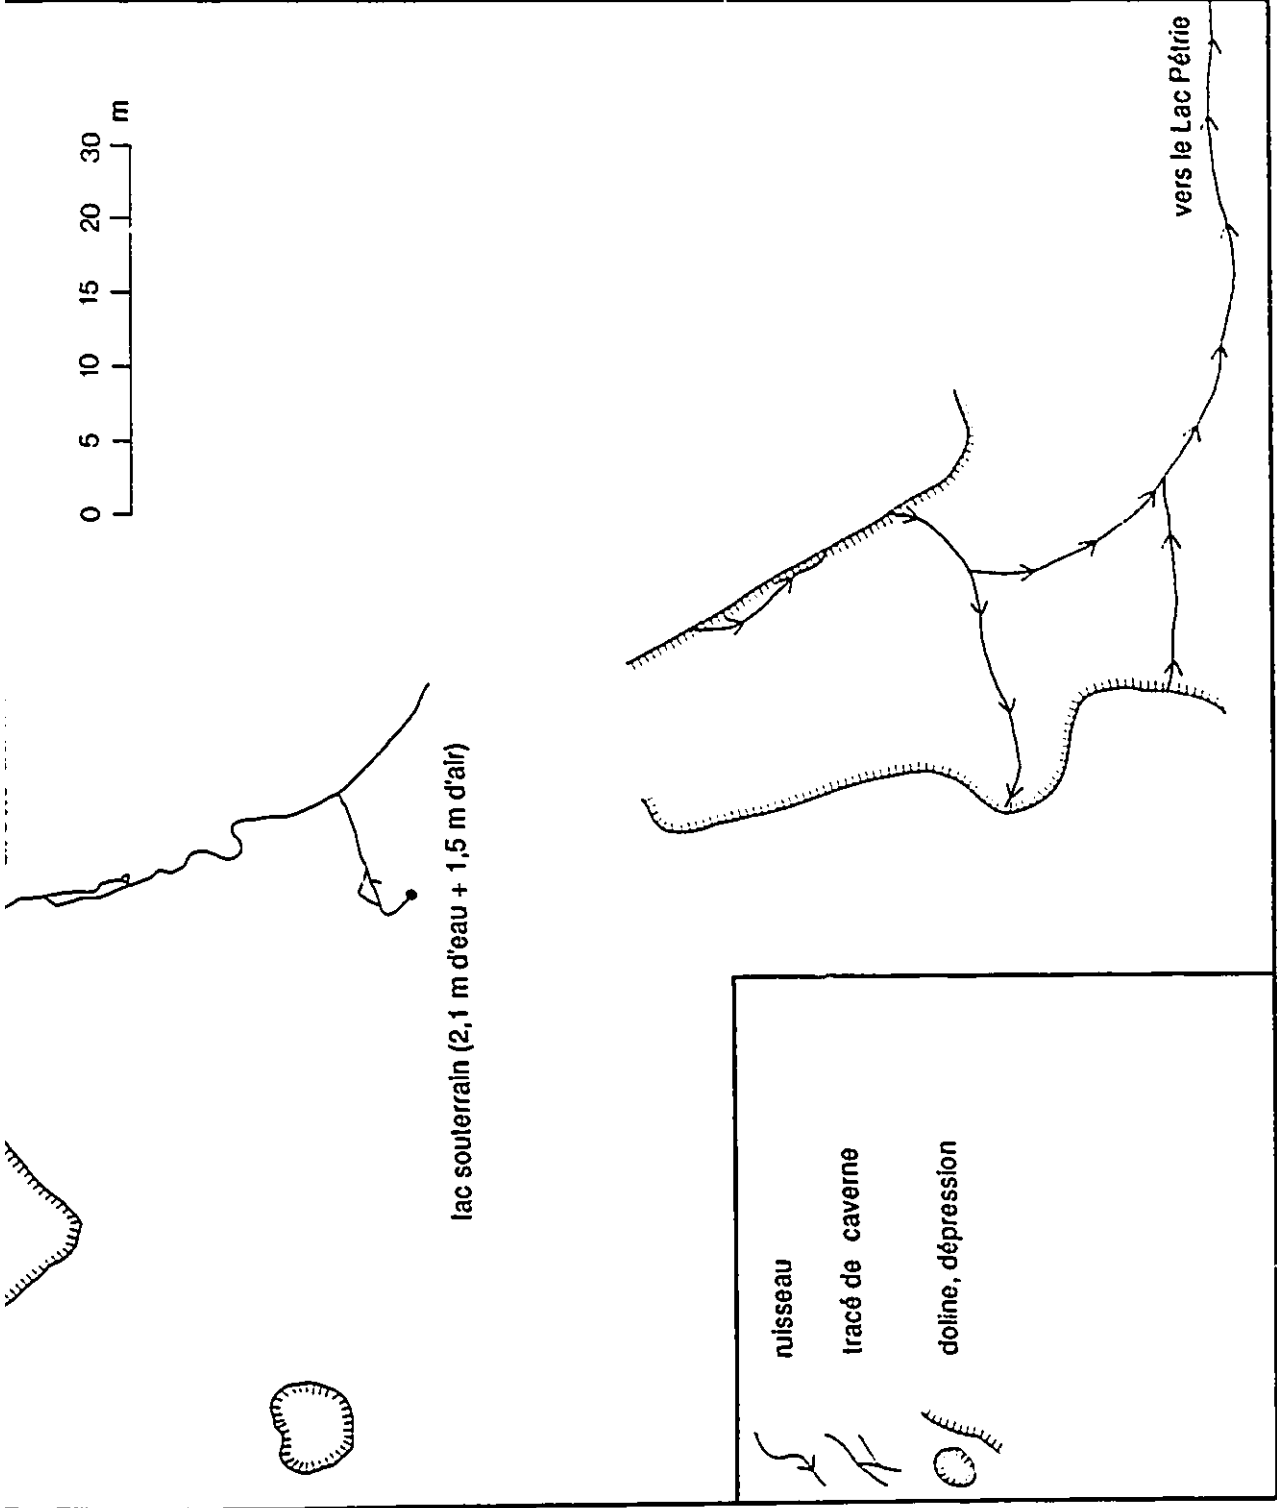 0 5 10 15 20 30 m
vers le Lac Pétrie
lac souterrain (2,1 m d'eau + 1,5 m d'air)
ruisseau
tracé de caverne
doline, dépression